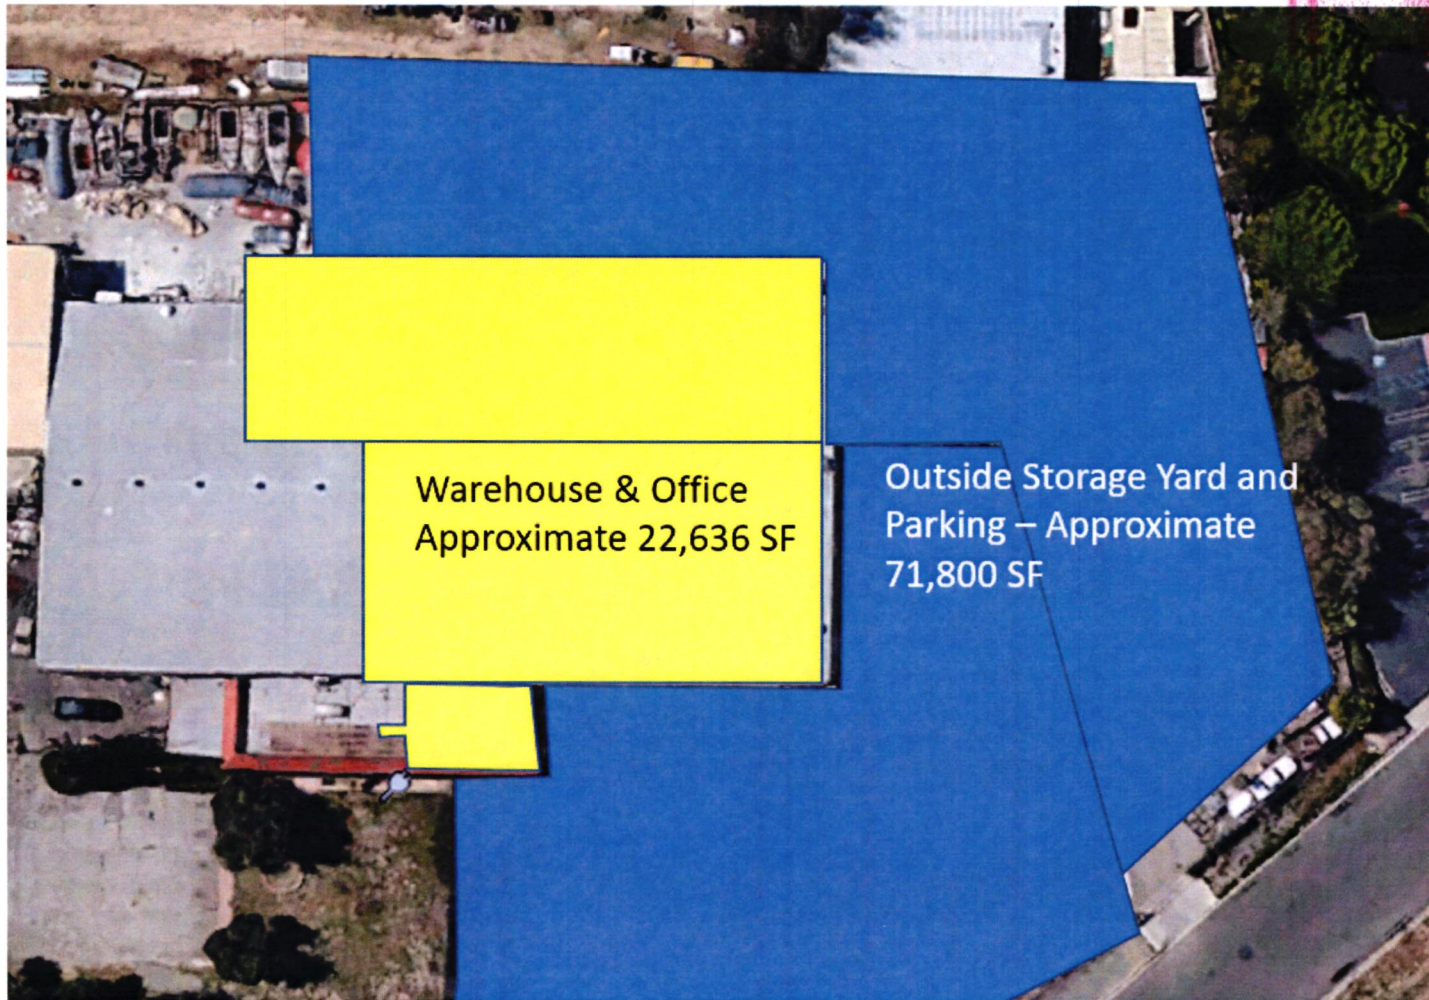 Warehouse & Office
Approximate 22,636 SF
Outside Storage Yard and
Parking – Approximate
71,800 SF